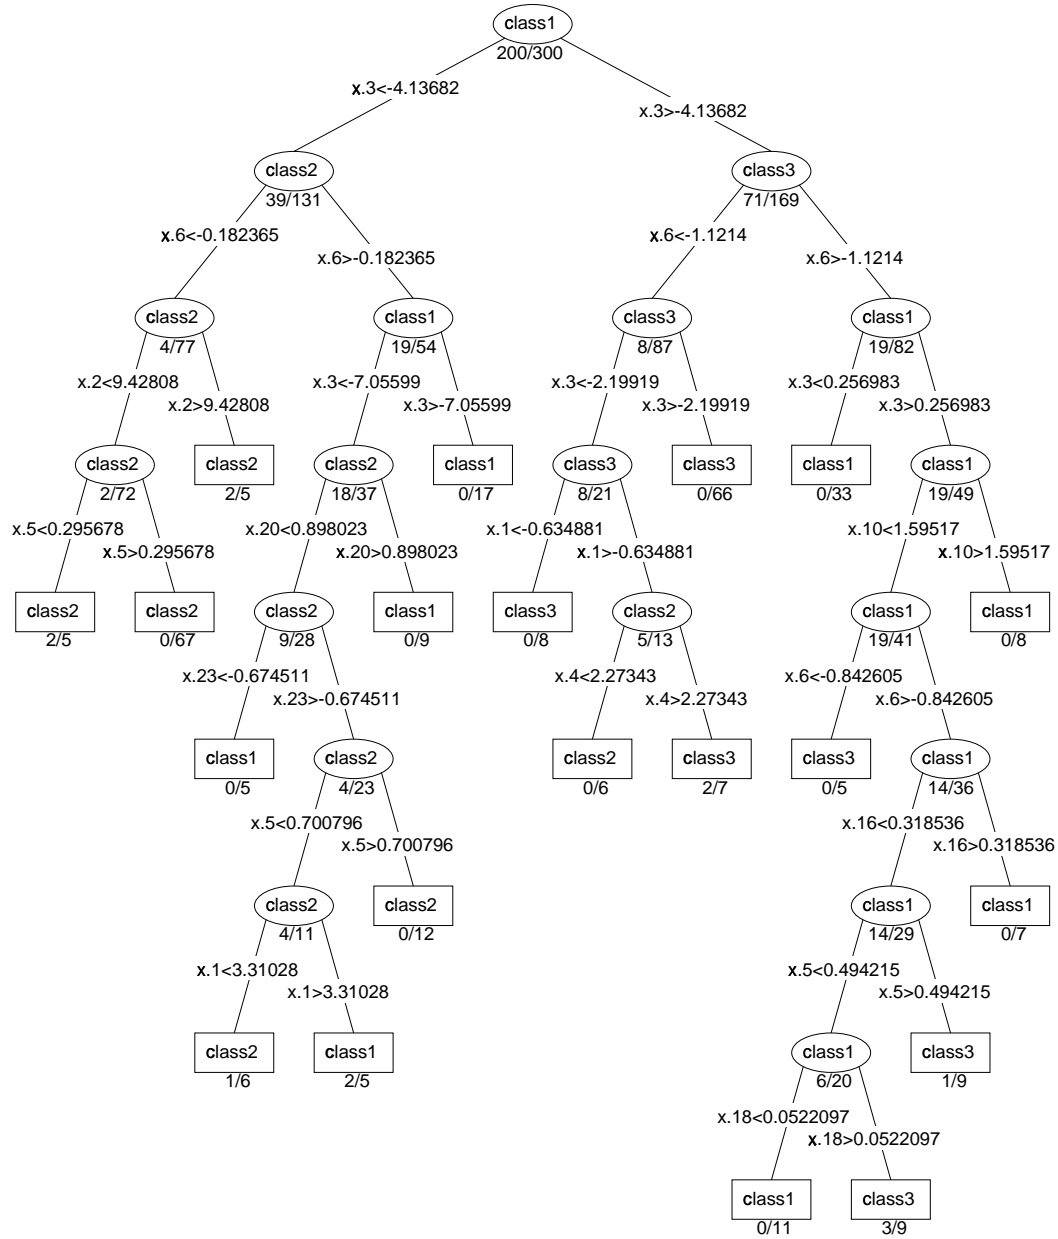 class1
200/300
x.3<-4.13682
x.3>-4.13682
class2
39/131
class3
71/169
x.6<-0.182365
x.6>-0.182365
x.6<-1.1214
x.6>-1.1214
class2
4/77
class1
19/54
class3
8/87
class1
19/82
x.2<9.42808
x.2>9.42808
x.3<-7.05599
x.3>-7.05599
x.3<-2.19919
x.3>-2.19919
x.3<0.256983
x.3>0.256983
class2
2/72
class2
2/5
class2
18/37
class1
0/17
class3
8/21
class3
0/66
class1
0/33
class1
19/49
x.5<0.295678
x.5>0.295678
x.20<0.898023
x.20>0.898023
x.1<-0.634881
x.1>-0.634881
x.10<1.59517
x.10>1.59517
class2
2/5
class2
0/67
class2
9/28
class1
0/9
class3
0/8
class2
5/13
class1
19/41
class1
0/8
x.23<-0.674511
x.23>-0.674511
x.4<2.27343
x.4>2.27343
x.6<-0.842605
x.6>-0.842605
class1
0/5
class2
4/23
class2
0/6
class3
2/7
class3
0/5
class1
14/36
x.5<0.700796
x.5>0.700796
x.16<0.318536
x.16>0.318536
class2
4/11
class2
0/12
class1
14/29
class1
0/7
x.1<3.31028
x.1>3.31028
x.5<0.494215
x.5>0.494215
class2
1/6
class1
2/5
class1
6/20
class3
1/9
x.18<0.0522097
x.18>0.0522097
class1
0/11
class3
3/9